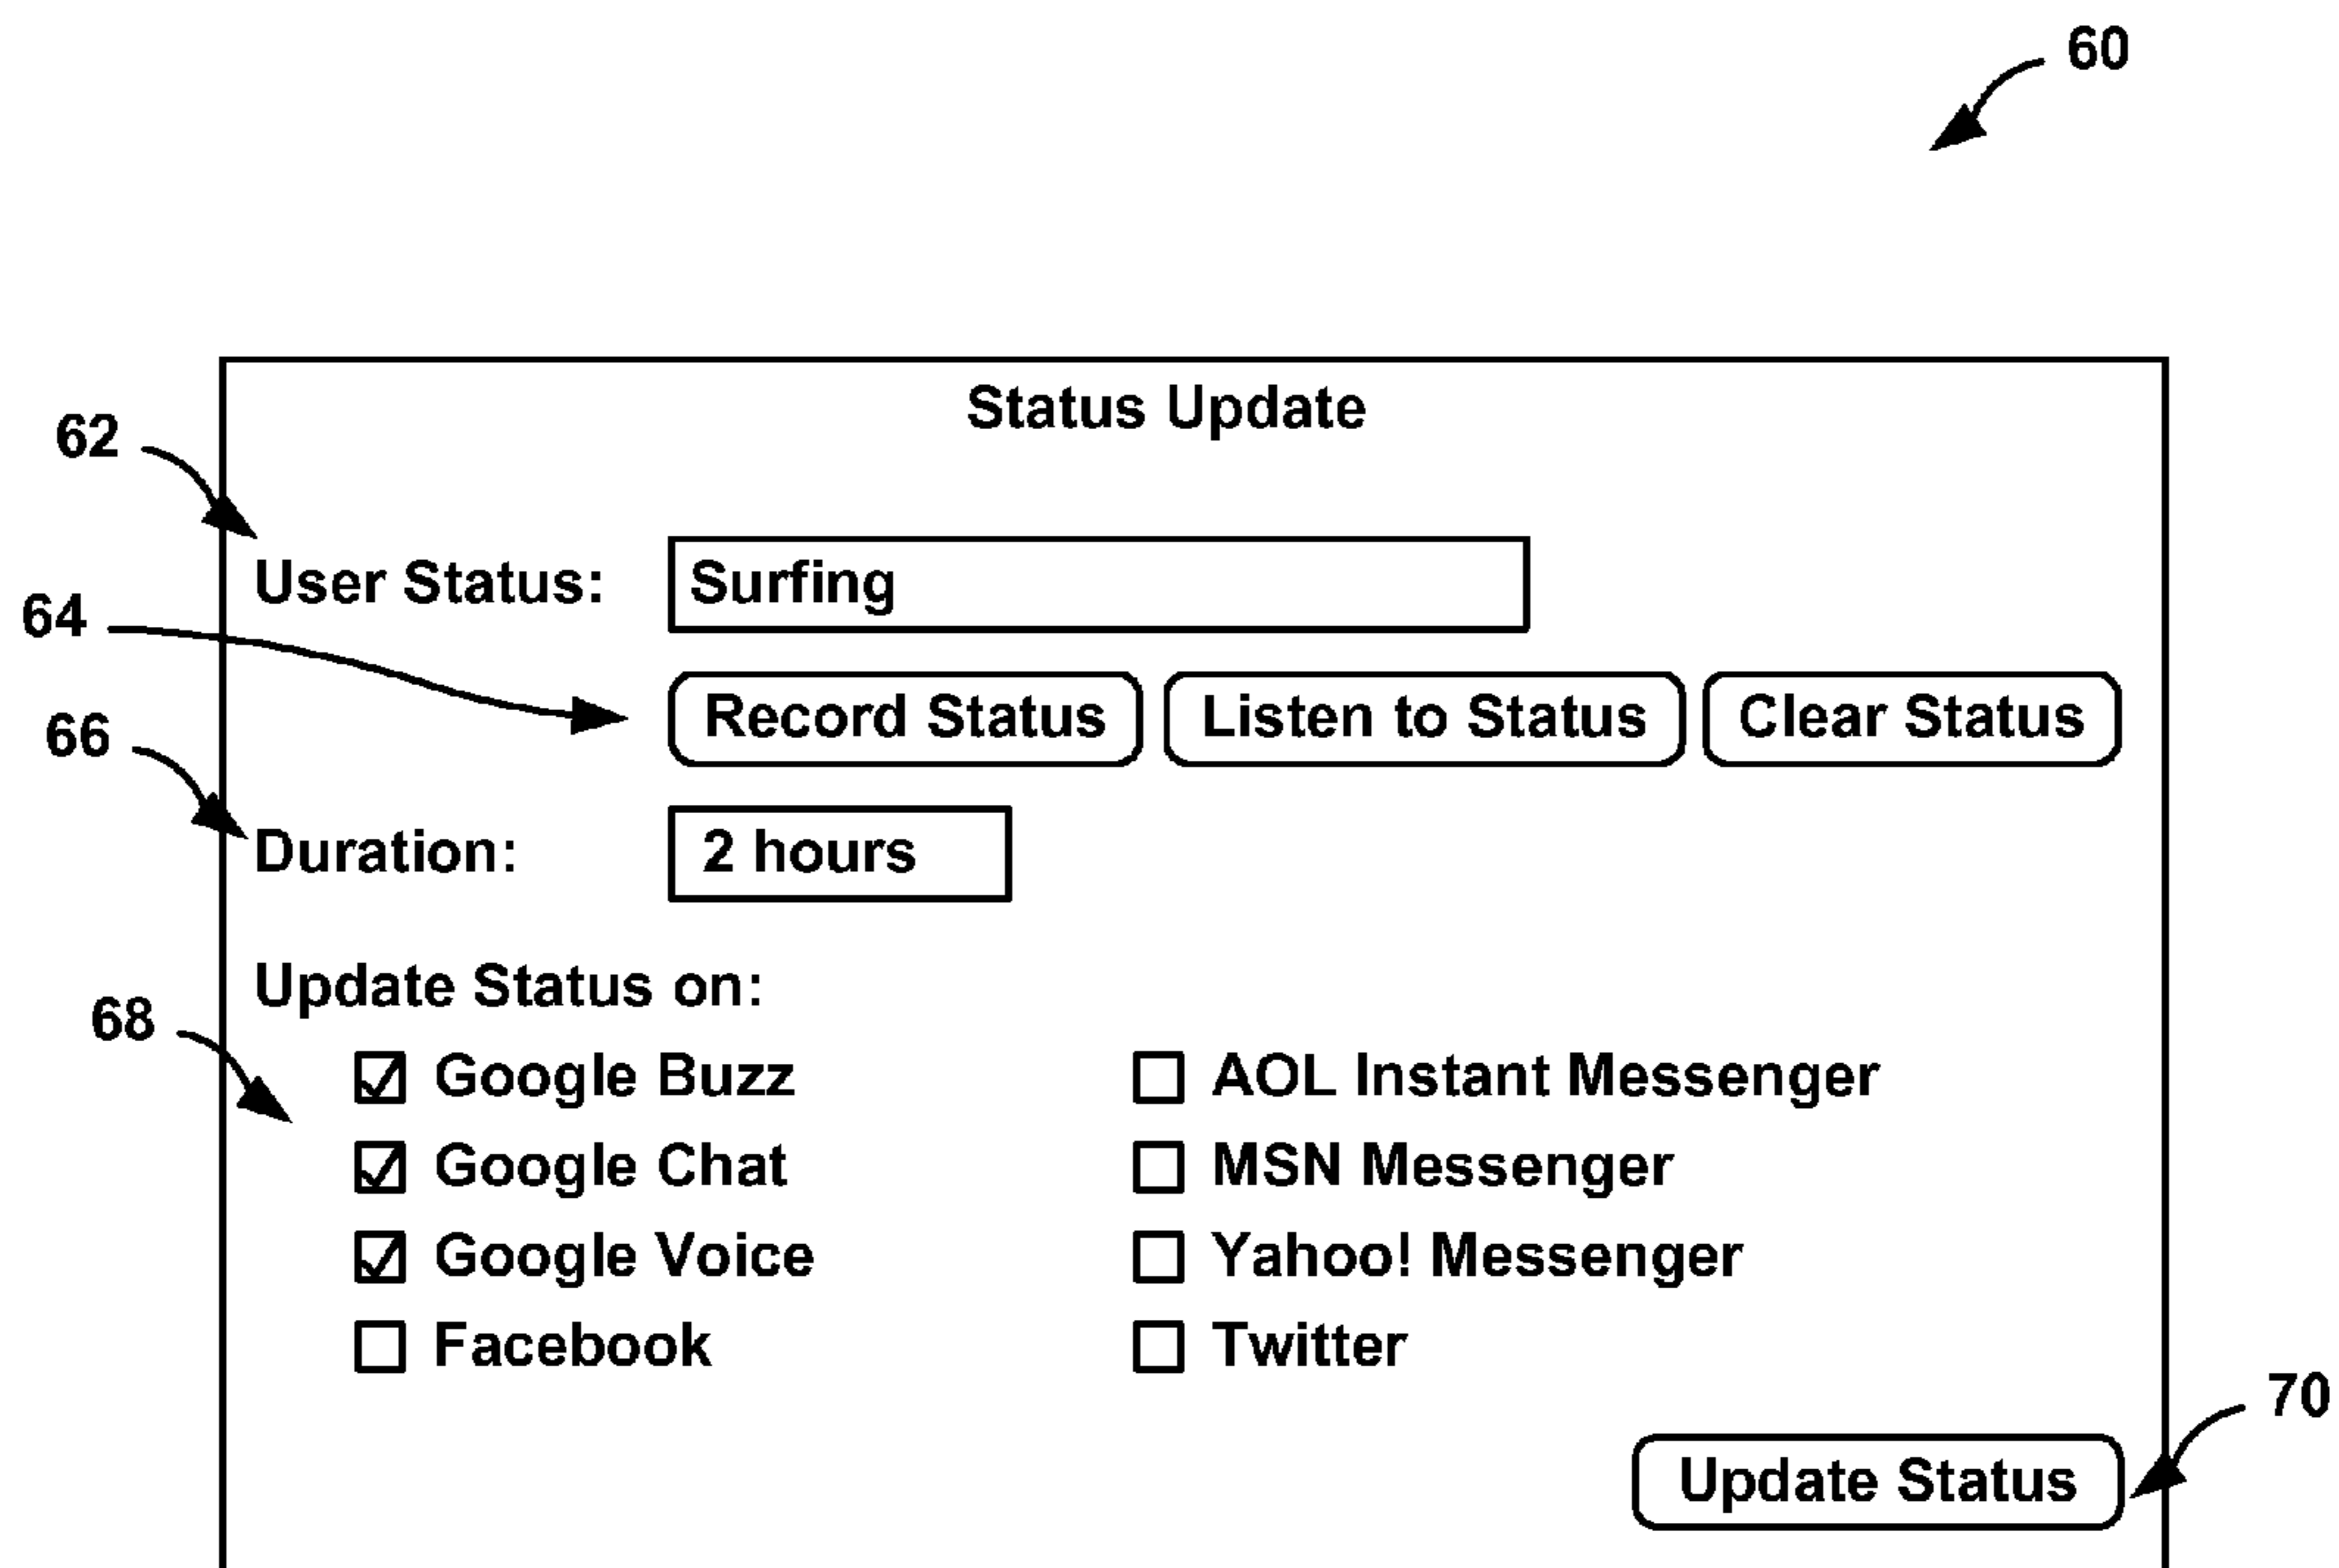 60
Status Update
62
User Status: Surfing
64
Record Status Listen to Status Clear Status
66
Duration: 2 hours
Update Status on:
68
Google Buzz AOL Instant Messenger
Google Chat MSN Messenger
Google Voice Yahoo! Messenger
Facebook Twitter
70
Update Status